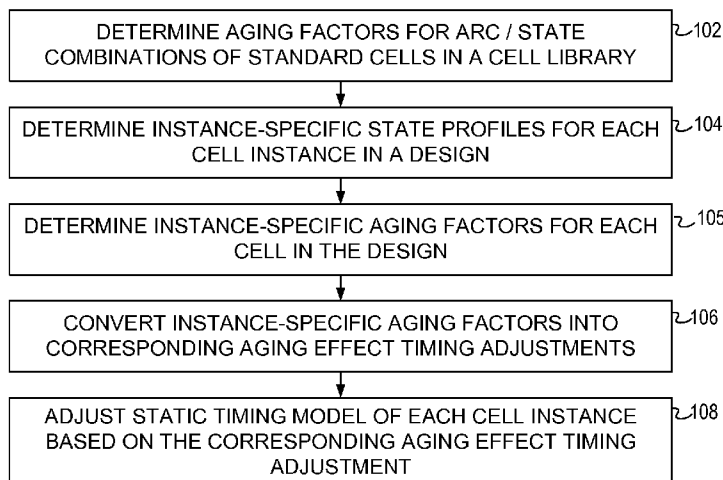 DETERMINE AGING FACTORS FOR ARC / STATE
COMBINATIONS OF STANDARD CELLS IN A CELL LIBRARY
102
DETERMINE INSTANCE-SPECIFIC STATE PROFILES FOR EACH
CELL INSTANCE IN A DESIGN
104
DETERMINE INSTANCE-SPECIFIC AGING FACTORS FOR EACH
CELL IN THE DESIGN
105
CONVERT INSTANCE-SPECIFIC AGING FACTORS INTO
CORRESPONDING AGING EFFECT TIMING ADJUSTMENTS
106
ADJUST STATIC TIMING MODEL OF EACH CELL INSTANCE
BASED ON THE CORRESPONDING AGING EFFECT TIMING
ADJUSTMENT
108